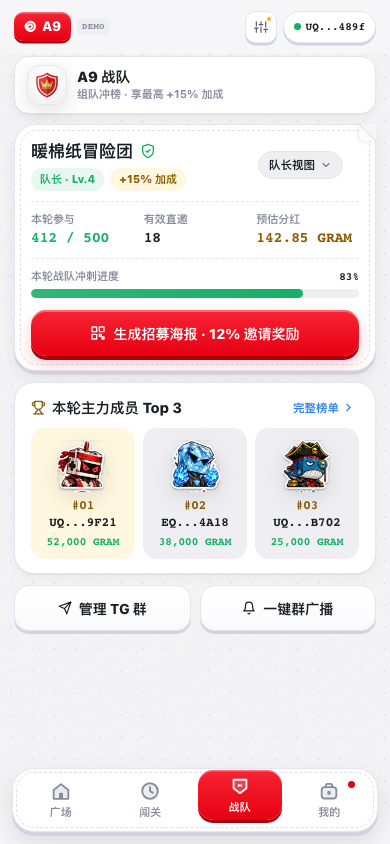 A9 DEMO UQ...489f
A9 战队
组队冲榜 · 享最高 +15% 加成
暖棉纸冒险团
队长视图
队长 · Lv.4 +15% 加成
本轮参与 有效直邀 预估分红
412 / 500 18 142.85 GRAM
本轮战队冲刺进度 83%
生成招募海报 · 12% 邀请奖励
本轮主力成员 Top 3 完整榜单
#01 #02 #03
UQ...9F21 EQ...4A18 UQ...B702
52,000 GRAM 38,000 GRAM 25,000 GRAM
管理 TG 群 一键群广播
广场 闯关 战队 我的